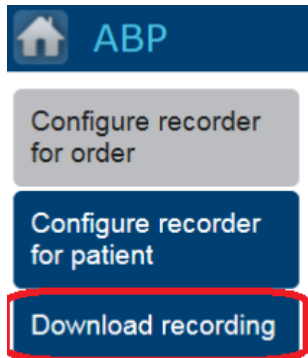 ABP
Configure recorder
for order
Configure recorder
for patient
Download recording